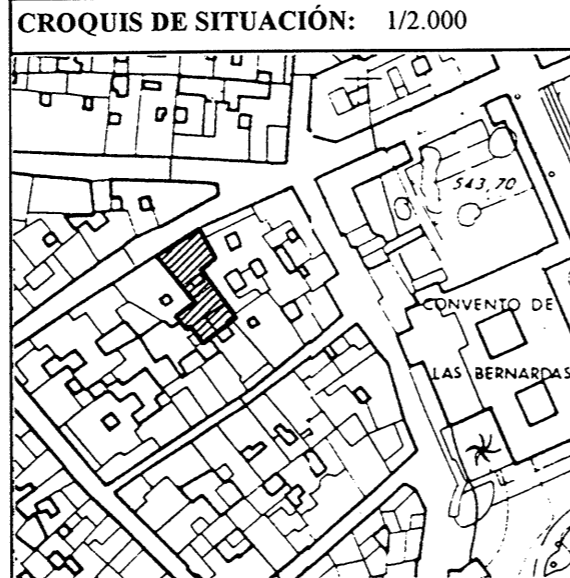 CROQUIS DE SITUACIÓN: 1/2.000
543,70
CONVENTO DE
LAS BERNARDAS